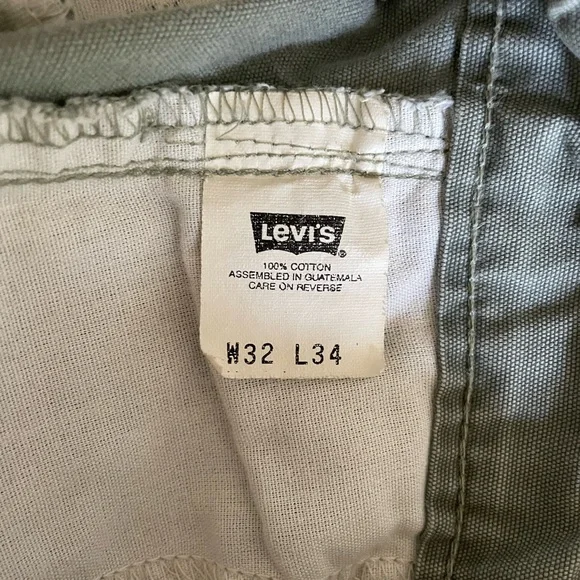 Levi's
®
100% COTTON
ASSEMBLED IN GUATEMALA
CARE ON REVERSE
W32 L34